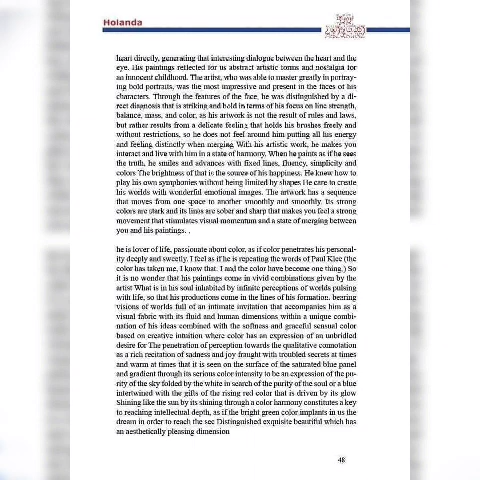 Holanda
heart directly, generating that interesting dialogue between the heart and the
eye. His paintings reflected for us abstract artistic forms and nostalgia for
an innocent childhood. The artist, who was able to master greatly in portray-
ing bold portraits, was the most impressive and present in the faces of his
characters. Through the features of the face, he was distinguished by a di-
rect diagnosis that is striking and bold in terms of his focus on line strength,
balance, mass, and color, as his artwork is not the result of rules and laws,
but rather results from a delicate feeling that holds his brushes freely and
without restrictions, so he does not feel around him putting all his energy
and feeling distinctly when merging. With his artistic work, he makes you
interact and live with him in a state of harmony. When he paints as if he sees
the truth, he smiles and advances with fixed lines, fluency, simplicity and
colors The brightness of that is the source of his happiness. He knew how to
play his own symphonies without being limited by shapes He care to create
his worlds with wonderful emotional images. The artwork has a sequence
that moves from one space to another smoothly and smoothly. Its strong
colors are stark and its lines are sober and sharp that makes you feel a strong
movement that stimulates visual momentum and a state of merging between
you and his paintings. .
he is lover of life, passionate about color, as if color penetrates his personal-
ity deeply and sweetly. I feel as if he is repeating the words of Paul Klee (the
color has taken me, I know that. I and the color have become one thing.) So
it is no wonder that his paintings come in vivid combinations given by the
artist What is in his soul inhabited by infinite perceptions of worlds pulsing
with life, so that his productions come in the lines of his formation. berring
visions of worlds full of an intimate invitation that accompanies him as a
visual fabric with its fluid and human dimensions within a unique combi-
nation of his ideas combined with the softness and graceful sensual color
based on creative intuition where color has an expression of an unbridled
desire for The penetration of perception towards the qualitative connotation
as a rich recitation of sadness and joy fraught with troubled secrets at times
and warm at times that it is seen on the surface of the saturated blue panel
and gradient through its serious color intensity to be an expression of the pu-
rity of the sky folded by the white in search of the purity of the soul or a blue
intertwined with the gifts of the rising red color that is driven by its glow
Shining like the sun by its shining through a color harmony constitutes a key
to reaching intellectual depth, as if the bright green color implants in us the
dream in order to reach the sec Distinguished exquisite beautiful which has
an aesthetically pleasing dimension
48